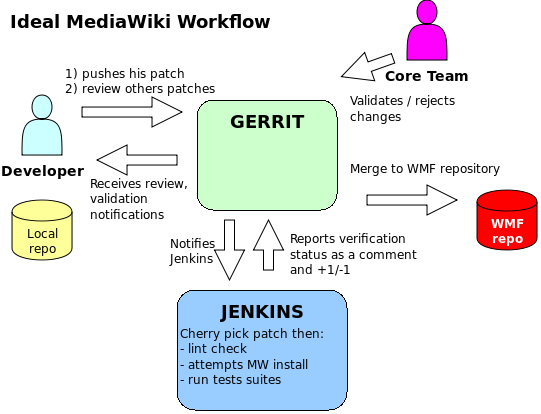 Ideal MediaWiki Workflow
Core Team
1) pushes his patch
2) review others patches
Validates / rejects
changes
GERRIT
Developer
Receives review,
validation
notifications
Merge to WMF repository
Local
repo
WMF
repo
Notifies
Jenkins
Reports verification
status as a comment
and +1/-1
JENKINS
Cherry pick patch then:
- lint check
- attempts MW install
- run tests suites